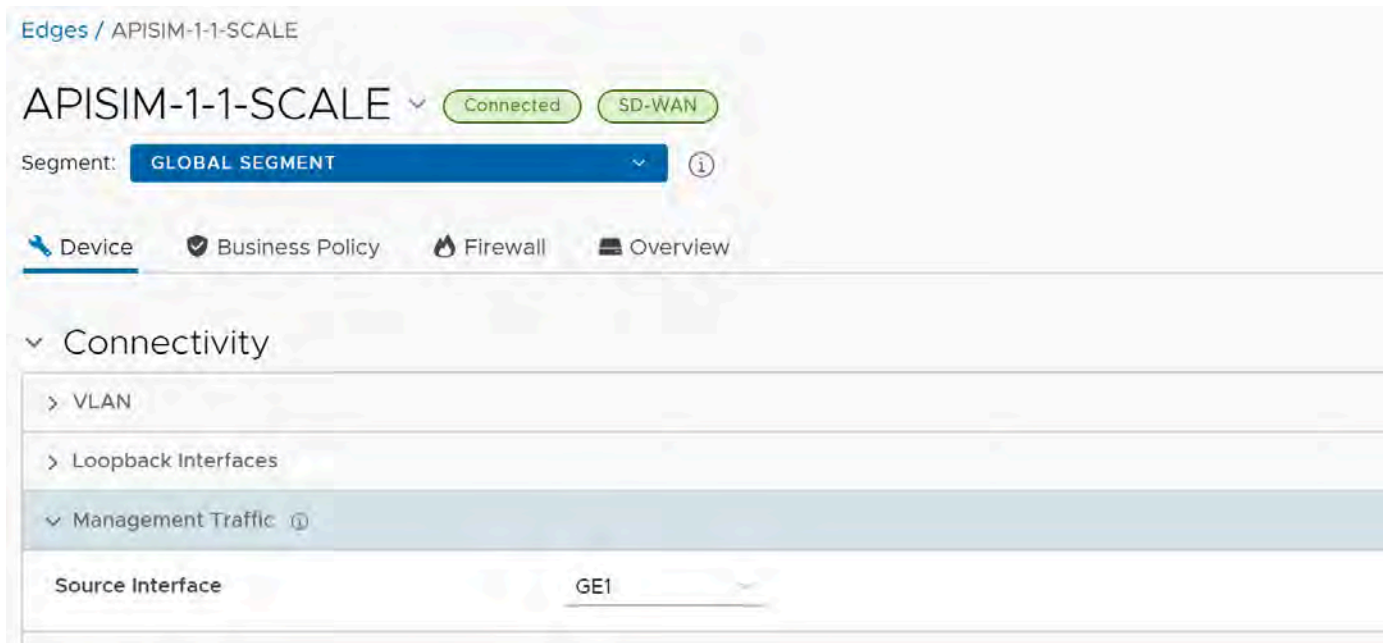 Edges / APISIM-1-1-SCALE
APISIM-1-1-SCALE Connected SD-WAN
Segment: GLOBAL SEGMENT
Device Business Policy Firewall Overview
Connectivity
VLAN
Loopback Interfaces
Management Traffic
Source Interface GE1